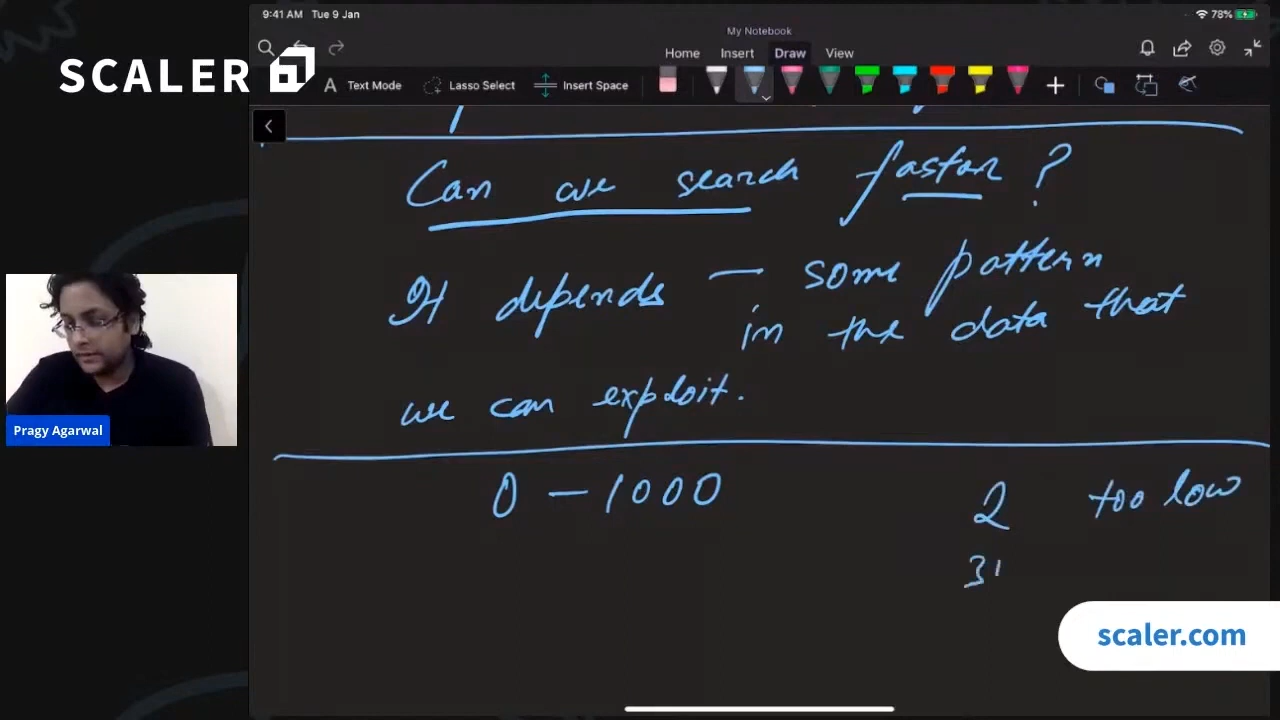 9:41 AM Tue 9 Jan
78%
My Notebook
Home Insert Draw View
SCALER
A Text Mode Lasso Select Insert Space
Can we search faster ?
It depends — some pattern
in the data that
we can exploit.
Pragy Agarwal
0 - 1000
2 too low
scaler.com